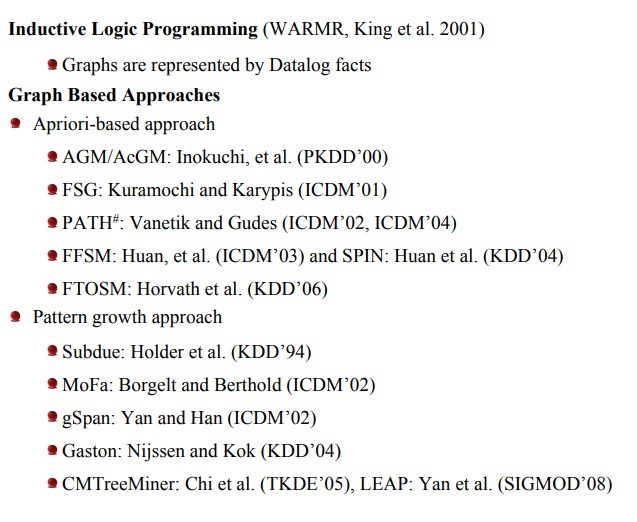 Inductive Logic Programming (WARMR, King et al. 2001)
Graphs are represented by Datalog facts
Graph Based Approaches
Apriori-based approach
AGM/AcGM: Inokuchi, et al. (PKDD’00)
FSG: Kuramochi and Karypis (ICDM’01)
PATH#: Vanetik and Gudes (ICDM’02, ICDM’04)
FFSM: Huan, et al. (ICDM’03) and SPIN: Huan et al. (KDD’04)
FTOSM: Horvath et al. (KDD’06)
Pattern growth approach
Subdue: Holder et al. (KDD’94)
MoFa: Borgelt and Berthold (ICDM’02)
gSpan: Yan and Han (ICDM’02)
Gaston: Nijssen and Kok (KDD’04)
CMTreeMiner: Chi et al. (TKDE’05), LEAP: Yan et al. (SIGMOD’08)